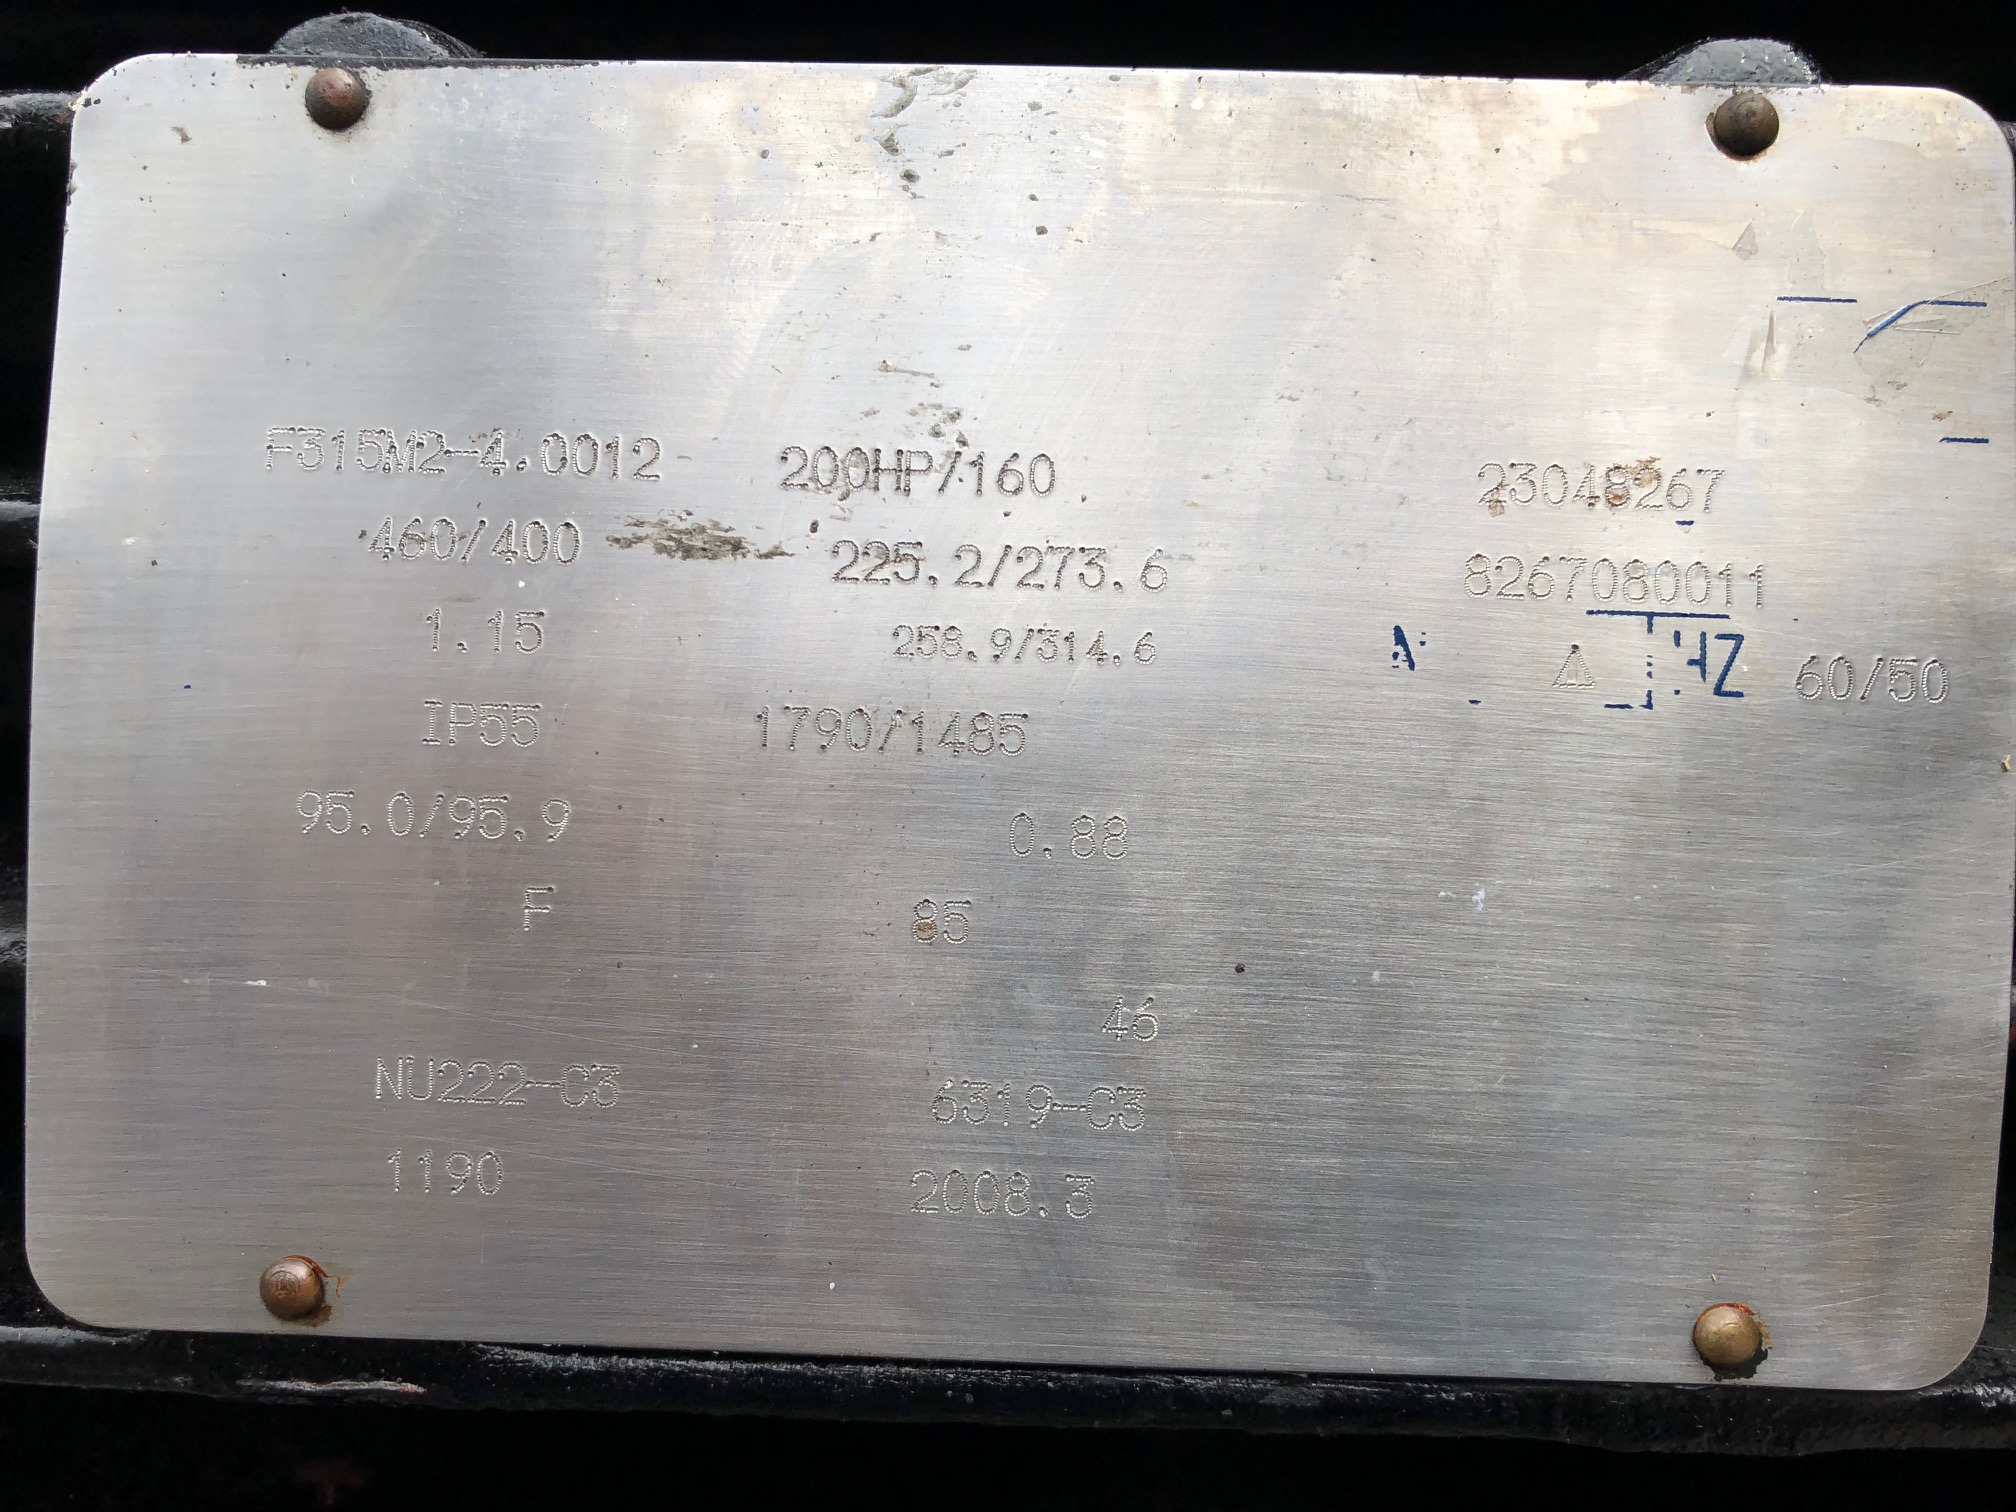 F315M2-4.0012 200HP/160 23048267
460/400 225.2/273.6 8267080011
1.15 258.9/314.6 Δ HZ 60/50
IP55 1790/1485
95.0/95.9 0.88
F 85
46
NU222-C3 6319-C3
1190 2008.3